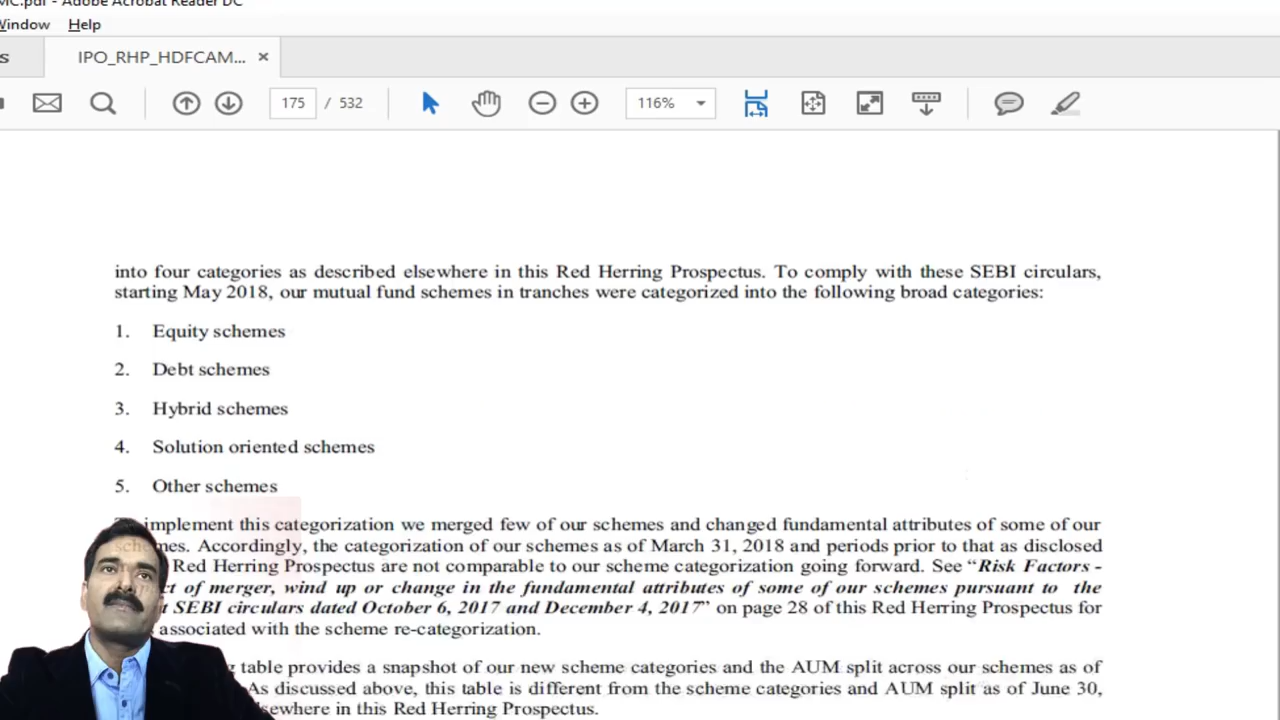 MC.pdf - Adobe Acrobat Reader DC
Window Help
s IPO_RHP_HDFCAM... ×
175 / 532 116%
into four categories as described elsewhere in this Red Herring Prospectus. To comply with these SEBI circulars,
starting May 2018, our mutual fund schemes in tranches were categorized into the following broad categories:
1. Equity schemes
2. Debt schemes
3. Hybrid schemes
4. Solution oriented schemes
5. Other schemes
implement this categorization we merged few of our schemes and changed fundamental attributes of some of our
schemes. Accordingly, the categorization of our schemes as of March 31, 2018 and periods prior to that as disclosed
Red Herring Prospectus are not comparable to our scheme categorization going forward. See “Risk Factors -
of merger, wind up or change in the fundamental attributes of some of our schemes pursuant to the
SEBI circulars dated October 6, 2017 and December 4, 2017” on page 28 of this Red Herring Prospectus for
associated with the scheme re-categorization.
table provides a snapshot of our new scheme categories and the AUM split across our schemes as of
As discussed above, this table is different from the scheme categories and AUM split as of June 30,
in this Red Herring Prospectus.